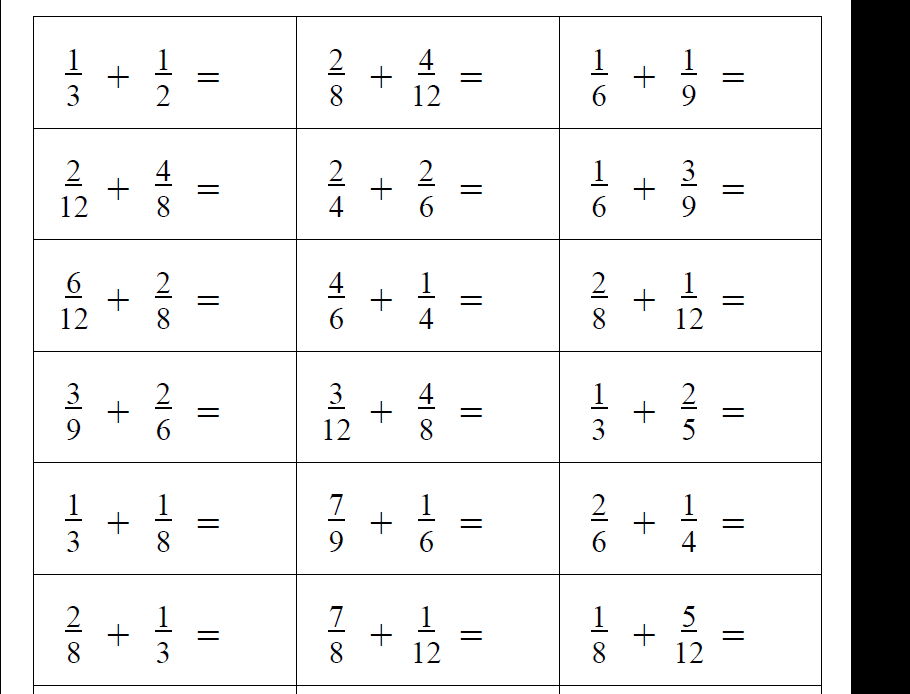 1/3 + 1/2 = 2/8 + 4/12 = 1/6 + 1/9 =
2/12 + 4/8 = 2/4 + 2/6 = 1/6 + 3/9 =
6/12 + 2/8 = 4/6 + 1/4 = 2/8 + 1/12 =
3/9 + 2/6 = 3/12 + 4/8 = 1/3 + 2/5 =
1/3 + 1/8 = 7/9 + 1/6 = 2/6 + 1/4 =
2/8 + 1/3 = 7/8 + 1/12 = 1/8 + 5/12 =